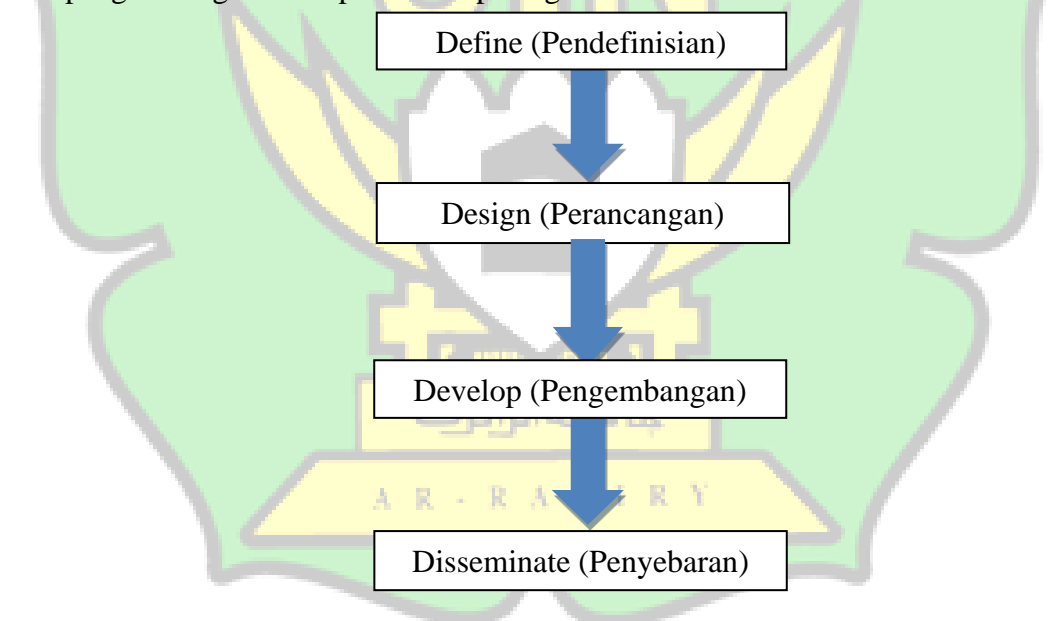 Define (Pendefinisian)
Design (Perancangan)
Develop (Pengembangan)
A R - R A N I R Y
Disseminate (Penyebaran)